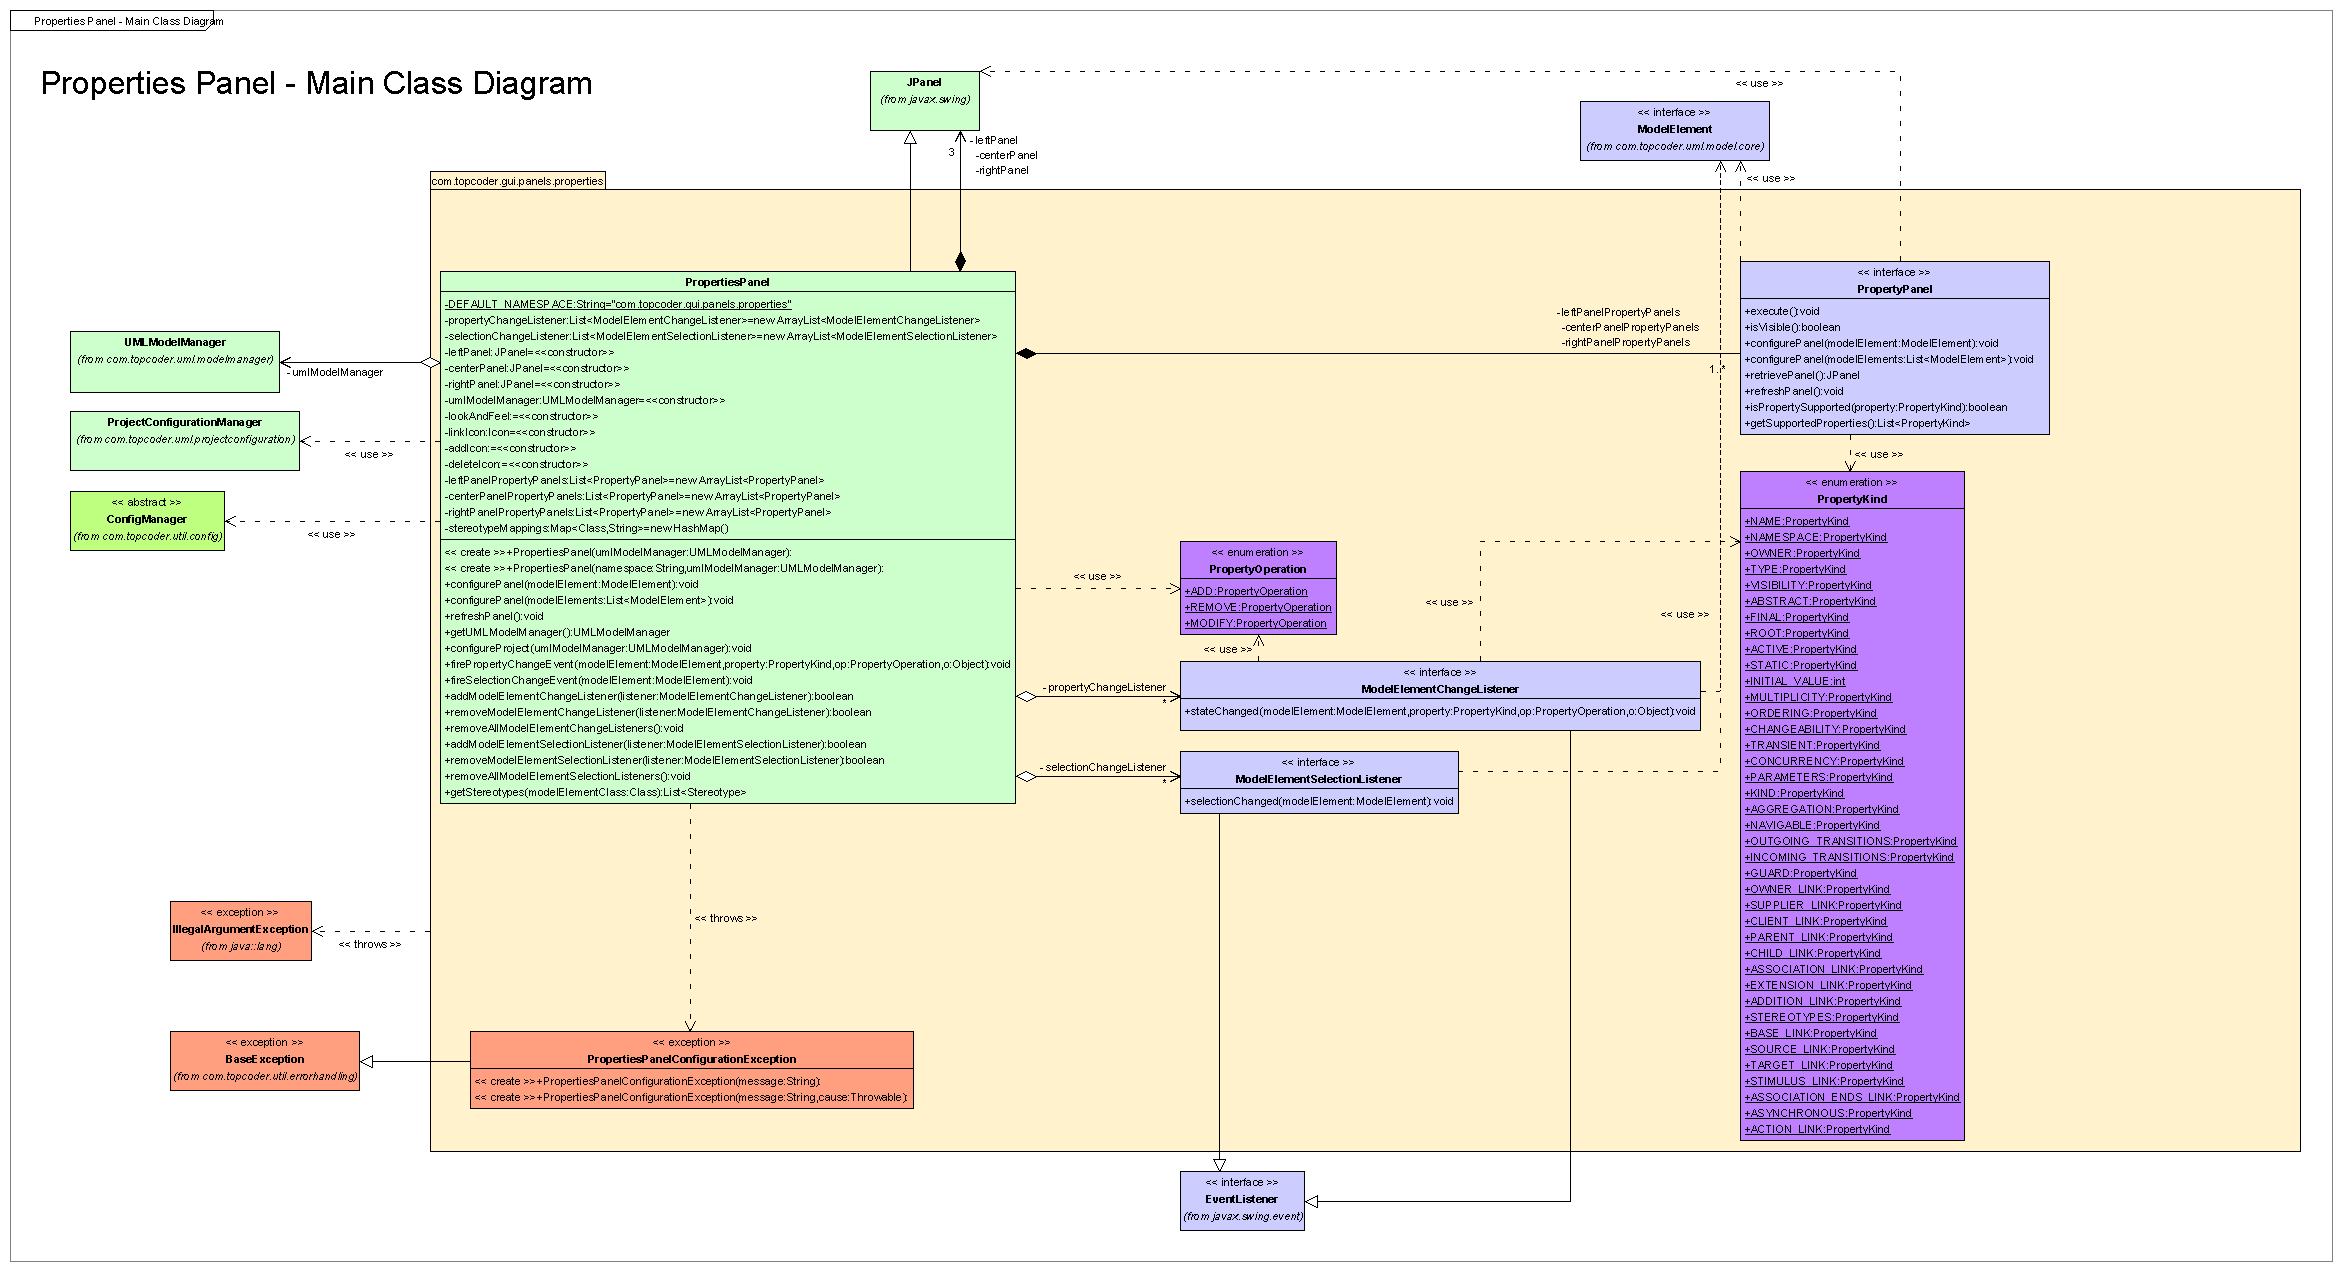 Properties Panel - Main Class Diagram
Properties Panel - Main Class Diagram
JPanel
(from javax.swing)
<< use >>
<< interface >>
ModelElement
(from com.topcoder.uml.model.core)
-leftPanel
3
-centerPanel
-rightPanel
<< use >>
com.topcoder.gui.panels.properties
PropertiesPanel
-DEFAULT_NAMESPACE:String="com.topcoder.gui.panels.properties"
-propertyChangeListener:List<ModelElementChangeListener>=new ArrayList<ModelElementChangeListener>
-selectionChangeListener:List<ModelElementSelectionListener>=new ArrayList<ModelElementSelectionListener>
-leftPanel:JPanel=<<constructor>>
-centerPanel:JPanel=<<constructor>>
-rightPanel:JPanel=<<constructor>>
-umlModelManager:UMLModelManager=<<constructor>>
-lookAndFeel:=<<constructor>>
-linkIcon:Icon=<<constructor>>
-addIcon:=<<constructor>>
-deleteIcon:=<<constructor>>
-leftPanelPropertyPanels:List<PropertyPanel>=new ArrayList<PropertyPanel>
-centerPanelPropertyPanels:List<PropertyPanel>=new ArrayList<PropertyPanel>
-rightPanelPropertyPanels:List<PropertyPanel>=new ArrayList<PropertyPanel>
-stereotypeMappings:Map<Class,String>=new HashMap()
<< create >>+PropertiesPanel(umlModelManager:UMLModelManager):
<< create >>+PropertiesPanel(namespace:String,umlModelManager:UMLModelManager):
+configurePanel(modelElement:ModelElement):void
+configurePanel(modelElements:List<ModelElement>):void
+refreshPanel():void
+getUMLModelManager():UMLModelManager
+configureProject(umlModelManager:UMLModelManager):void
+firePropertyChangeEvent(modelElement:ModelElement,property:PropertyKind,op:PropertyOperation,o:Object):void
+fireSelectionChangeEvent(modelElement:ModelElement):void
+addModelElementChangeListener(listener:ModelElementChangeListener):boolean
+removeModelElementChangeListener(listener:ModelElementChangeListener):boolean
+removeAllModelElementChangeListeners():void
+addModelElementSelectionListener(listener:ModelElementSelectionListener):boolean
+removeModelElementSelectionListener(listener:ModelElementSelectionListener):boolean
+removeAllModelElementSelectionListeners():void
+getStereotypes(modelElementClass:Class):List<Stereotype>
UMLModelManager
(from com.topcoder.uml.modelmanager)
-umlModelManager
ProjectConfigurationManager
(from com.topcoder.uml.projectconfiguration)
<< use >>
<< abstract >>
ConfigManager
(from com.topcoder.util.config)
<< use >>
-leftPanelPropertyPanels
-centerPanelPropertyPanels
-rightPanelPropertyPanels
1..*
<< interface >>
PropertyPanel
+execute():void
+isVisible():boolean
+configurePanel(modelElement:ModelElement):void
+configurePanel(modelElements:List<ModelElement>):void
+retrievePanel():JPanel
+refreshPanel():void
+isPropertySupported(property:PropertyKind):boolean
+getSupportedProperties():List<PropertyKind>
<< use >>
<< enumeration >>
PropertyKind
+NAME:PropertyKind
+NAMESPACE:PropertyKind
+OWNER:PropertyKind
+TYPE:PropertyKind
+VISIBILITY:PropertyKind
+ABSTRACT:PropertyKind
+FINAL:PropertyKind
+ROOT:PropertyKind
+ACTIVE:PropertyKind
+STATIC:PropertyKind
+INITIAL_VALUE:int
+MULTIPLICITY:PropertyKind
+ORDERING:PropertyKind
+CHANGEABILITY:PropertyKind
+TRANSIENT:PropertyKind
+CONCURRENCY:PropertyKind
+PARAMETERS:PropertyKind
+KIND:PropertyKind
+AGGREGATION:PropertyKind
+NAVIGABLE:PropertyKind
+OUTGOING_TRANSITIONS:PropertyKind
+INCOMING_TRANSITIONS:PropertyKind
+GUARD:PropertyKind
+OWNER_LINK:PropertyKind
+SUPPLIER_LINK:PropertyKind
+CLIENT_LINK:PropertyKind
+PARENT_LINK:PropertyKind
+CHILD_LINK:PropertyKind
+ASSOCIATION_LINK:PropertyKind
+EXTENSION_LINK:PropertyKind
+ADDITION_LINK:PropertyKind
+STEREOTYPES:PropertyKind
+BASE_LINK:PropertyKind
+SOURCE_LINK:PropertyKind
+TARGET_LINK:PropertyKind
+STIMULUS_LINK:PropertyKind
+ASSOCIATION_ENDS_LINK:PropertyKind
+ASYNCHRONOUS:PropertyKind
+ACTION_LINK:PropertyKind
<< use >>
<< enumeration >>
PropertyOperation
+ADD:PropertyOperation
+REMOVE:PropertyOperation
+MODIFY:PropertyOperation
<< use >>
<< use >>
<< use >>
-propertyChangeListener
*
<< interface >>
ModelElementChangeListener
+stateChanged(modelElement:ModelElement,property:PropertyKind,op:PropertyOperation,o:Object):void
-selectionChangeListener
*
<< interface >>
ModelElementSelectionListener
+selectionChanged(modelElement:ModelElement):void
<< exception >>
IllegalArgumentException
(from java::lang)
<< throws >>
<< throws >>
<< exception >>
BaseException
(from com.topcoder.util.errorhandling)
<< exception >>
PropertiesPanelConfigurationException
<< create >>+PropertiesPanelConfigurationException(message:String):
<< create >>+PropertiesPanelConfigurationException(message:String,cause:Throwable):
<< interface >>
EventListener
(from javax.swing.event)